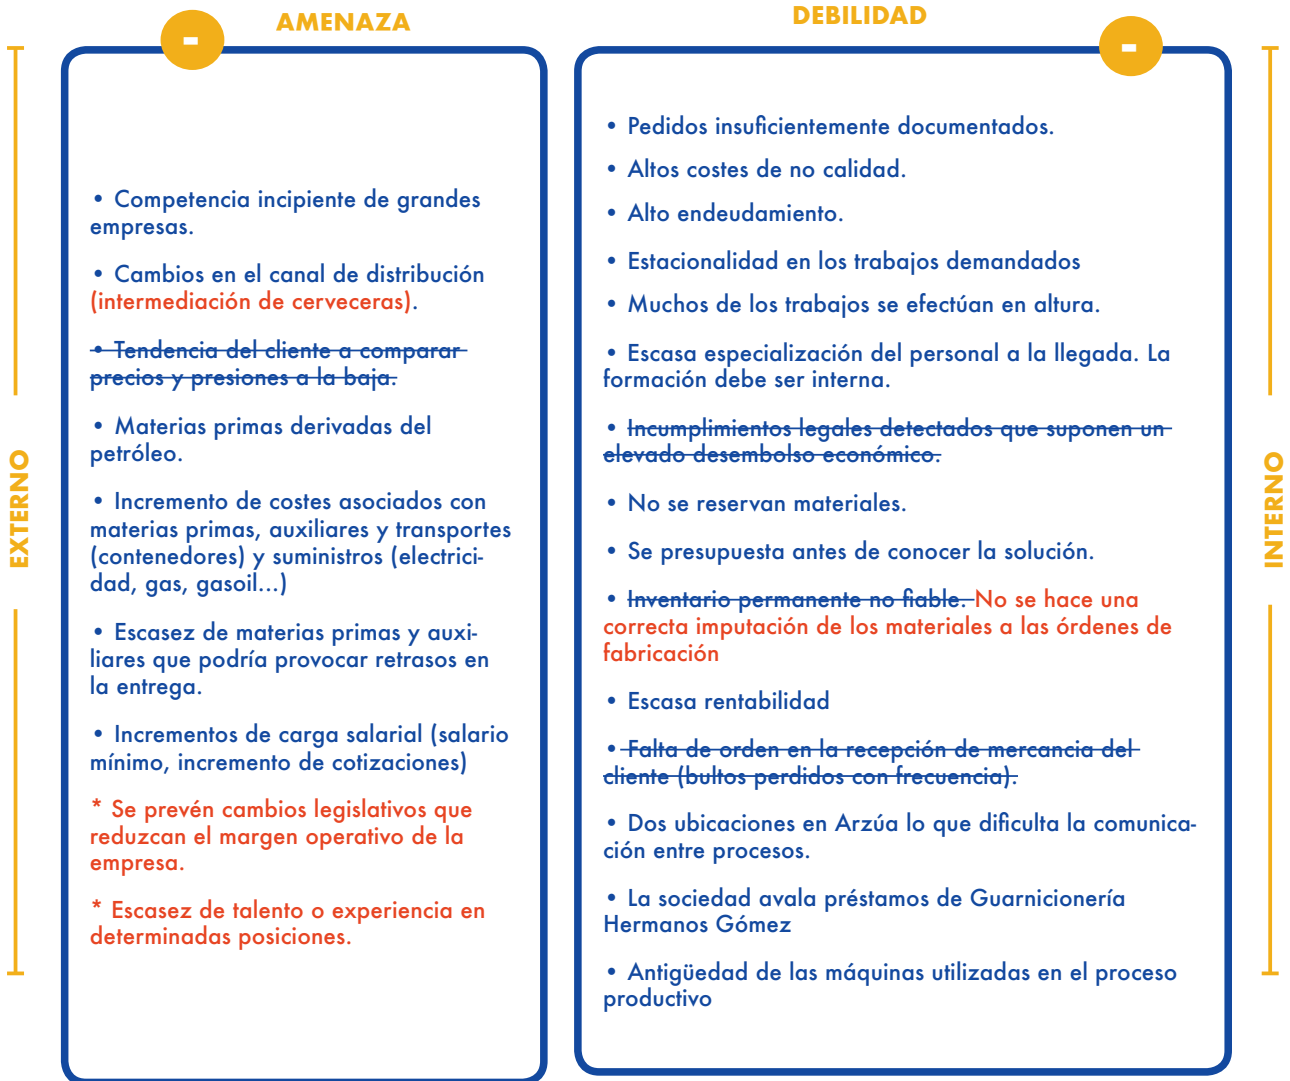 AMENAZA
-
EXTERNO
• Competencia incipiente de grandes
empresas.
• Cambios en el canal de distribución
(intermediación de cerveceras).
• Tendencia del cliente a comparar
precios y presiones a la baja.
• Materias primas derivadas del
petróleo.
• Incremento de costes asociados con
materias primas, auxiliares y transportes
(contenedores) y suministros (electrici-
dad, gas, gasoil...)
• Escasez de materias primas y auxi-
liares que podría provocar retrasos en
la entrega.
• Incrementos de carga salarial (salario
mínimo, incremento de cotizaciones)
* Se prevén cambios legislativos que
reduzcan el margen operativo de la
empresa.
* Escasez de talento o experiencia en
determinadas posiciones.
DEBILIDAD
-
INTERNO
• Pedidos insuficientemente documentados.
• Altos costes de no calidad.
• Alto endeudamiento.
• Estacionalidad en los trabajos demandados
• Muchos de los trabajos se efectúan en altura.
• Escasa especialización del personal a la llegada. La
formación debe ser interna.
• Incumplimientos legales detectados que suponen un
elevado desembolso económico.
• No se reservan materiales.
• Se presupuesta antes de conocer la solución.
• Inventario permanente no fiable. No se hace una
correcta imputación de los materiales a las órdenes de
fabricación
• Escasa rentabilidad
• Falta de orden en la recepción de mercancia del
cliente (bultos perdidos con frecuencia).
• Dos ubicaciones en Arzúa lo que dificulta la comunica-
ción entre procesos.
• La sociedad avala préstamos de Guarnicionería
Hermanos Gómez
• Antigüedad de las máquinas utilizadas en el proceso
productivo